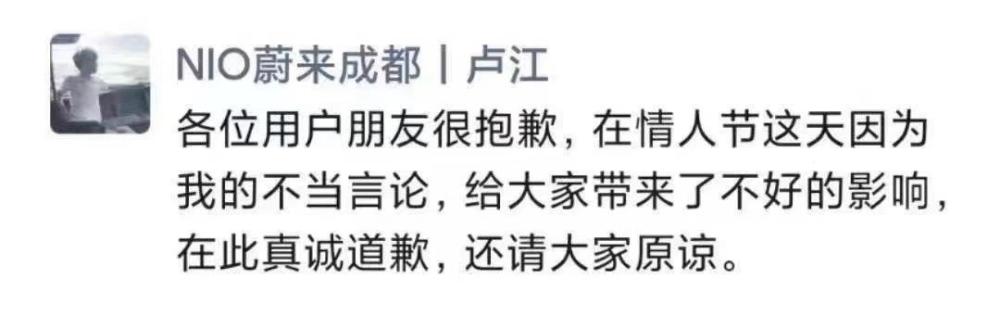 NIO蔚来成都｜卢江
各位用户朋友很抱歉，在情人节这天因为
我的不当言论，给大家带来了不好的影响，
在此真诚道歉，还请大家原谅。